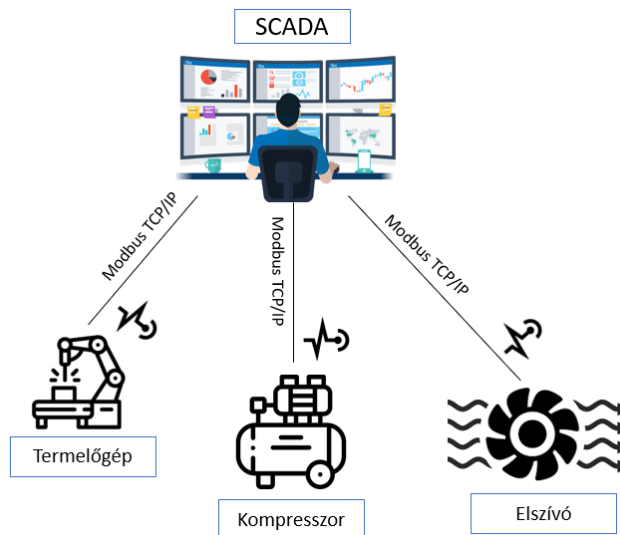 SCADA
Modbus TCP/IP
Modbus TCP/IP
Modbus TCP/IP
Termelőgép
Kompresszor
Elszívó